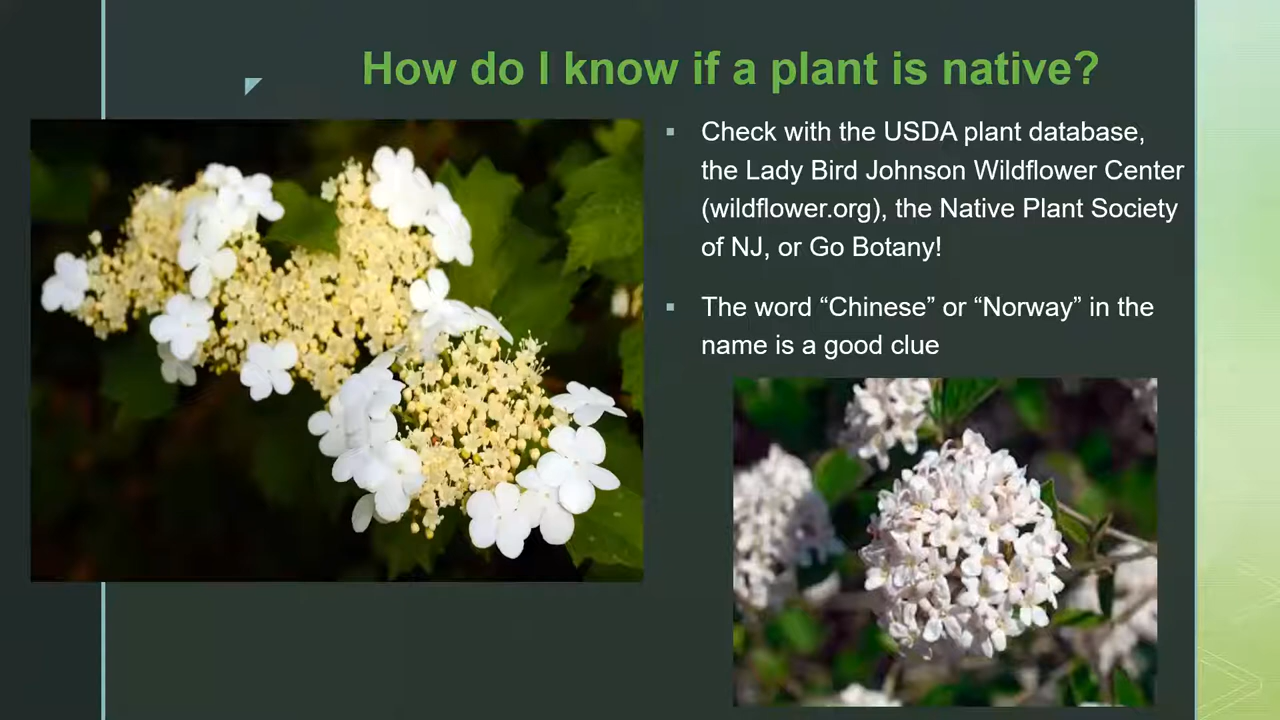 How do I know if a plant is native?
Check with the USDA plant database,
the Lady Bird Johnson Wildflower Center
(wildflower.org), the Native Plant Society
of NJ, or Go Botany!
The word “Chinese” or “Norway” in the
name is a good clue